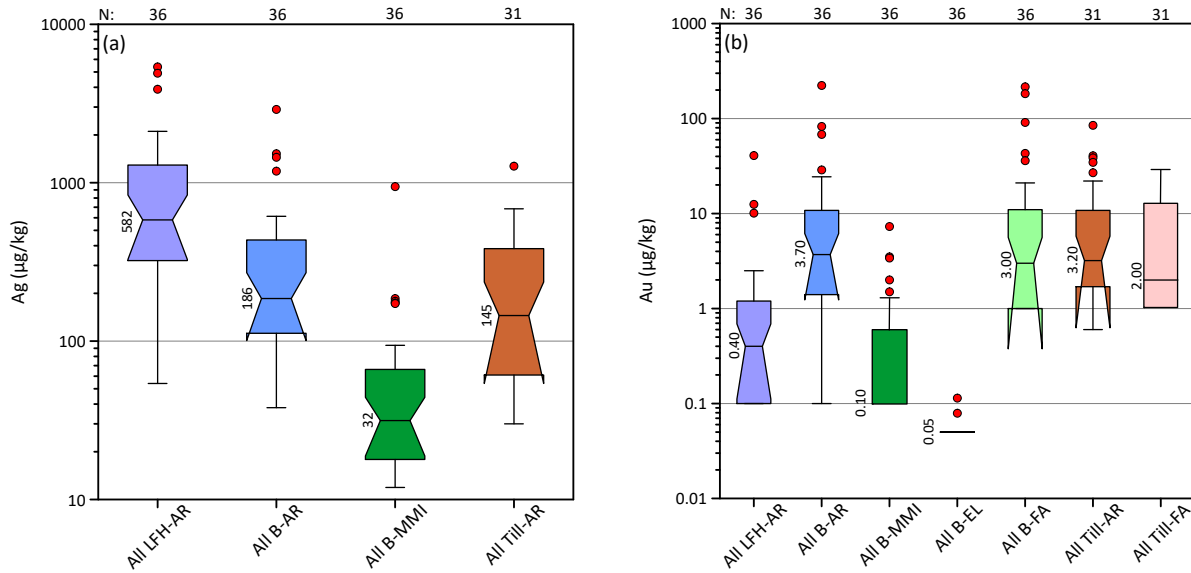 N: 36 36 36 31
(a)
10000
1000
100
10
Ag (µg/kg)
582
186
32
145
All LFH-AR
All B-AR
All B-MMI
All Till-AR
N: 36 36 36 36 36 31 31
(b)
1000
100
10
1
0.1
0.01
Au (µg/kg)
0.40
3.70
0.10
0.05
3.00
3.20
2.00
All LFH-AR
All B-AR
All B-MMI
All B-EL
All B-FA
All Till-AR
All Till-FA